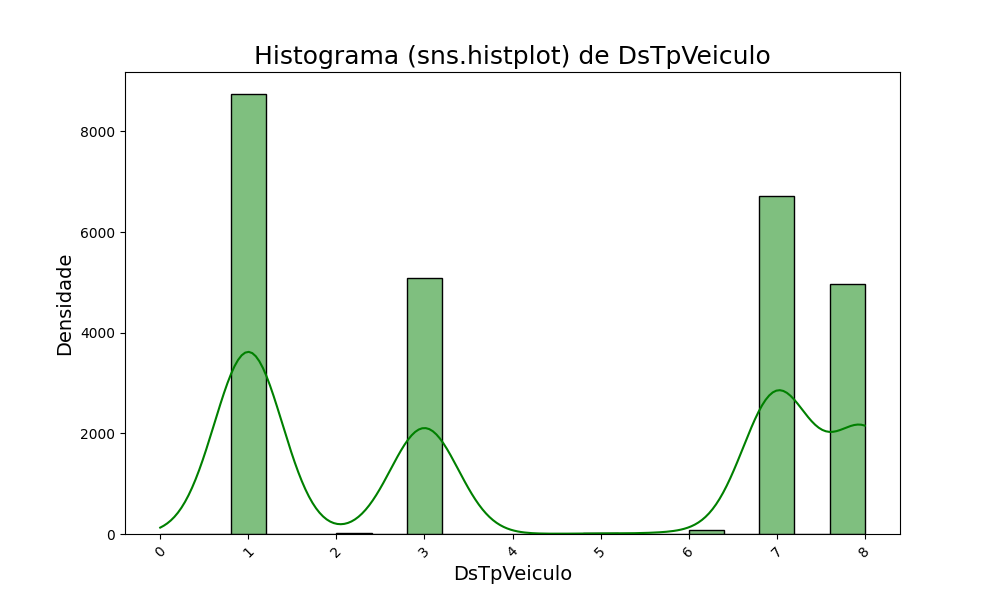 Histograma (sns.histplot) de DsTpVeiculo
Densidade
8000
6000
4000
2000
0
0 1 2 3 4 5 6 7 8
DsTpVeiculo